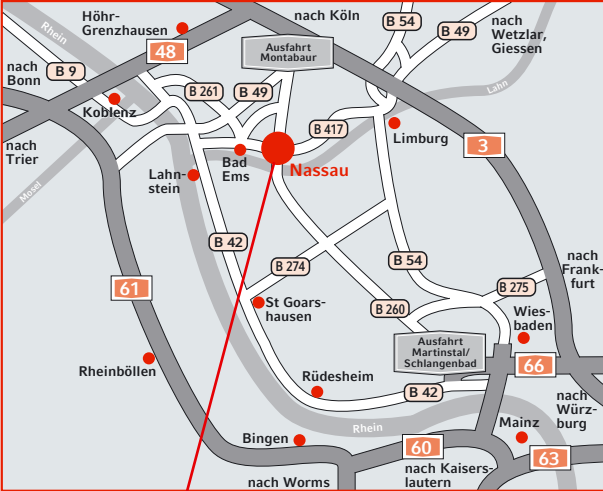 Höhr-
Grenzhausen
48
nach Köln
B 54
B 49
nach
Wetzlar,
Giessen
Rhein
nach
Bonn
B 9
Koblenz
B 261
B 49
Ausfahrt
Montabaur
Lahn
B 417
Limburg
3
nach
Trier
Mosel
Lahn-
stein
Bad
Ems
Nassau
B 42
B 274
B 54
nach
Frank-
furt
61
St Goars-
hausen
B 260
B 275
Wies-
baden
Ausfahrt
Martinstal/
Schlangenbad
66
Rheinböllen
Rüdesheim
B 42
nach
Würz-
burg
Rhein
Mainz
Bingen
60
63
nach Worms
nach Kaisers-
lautern